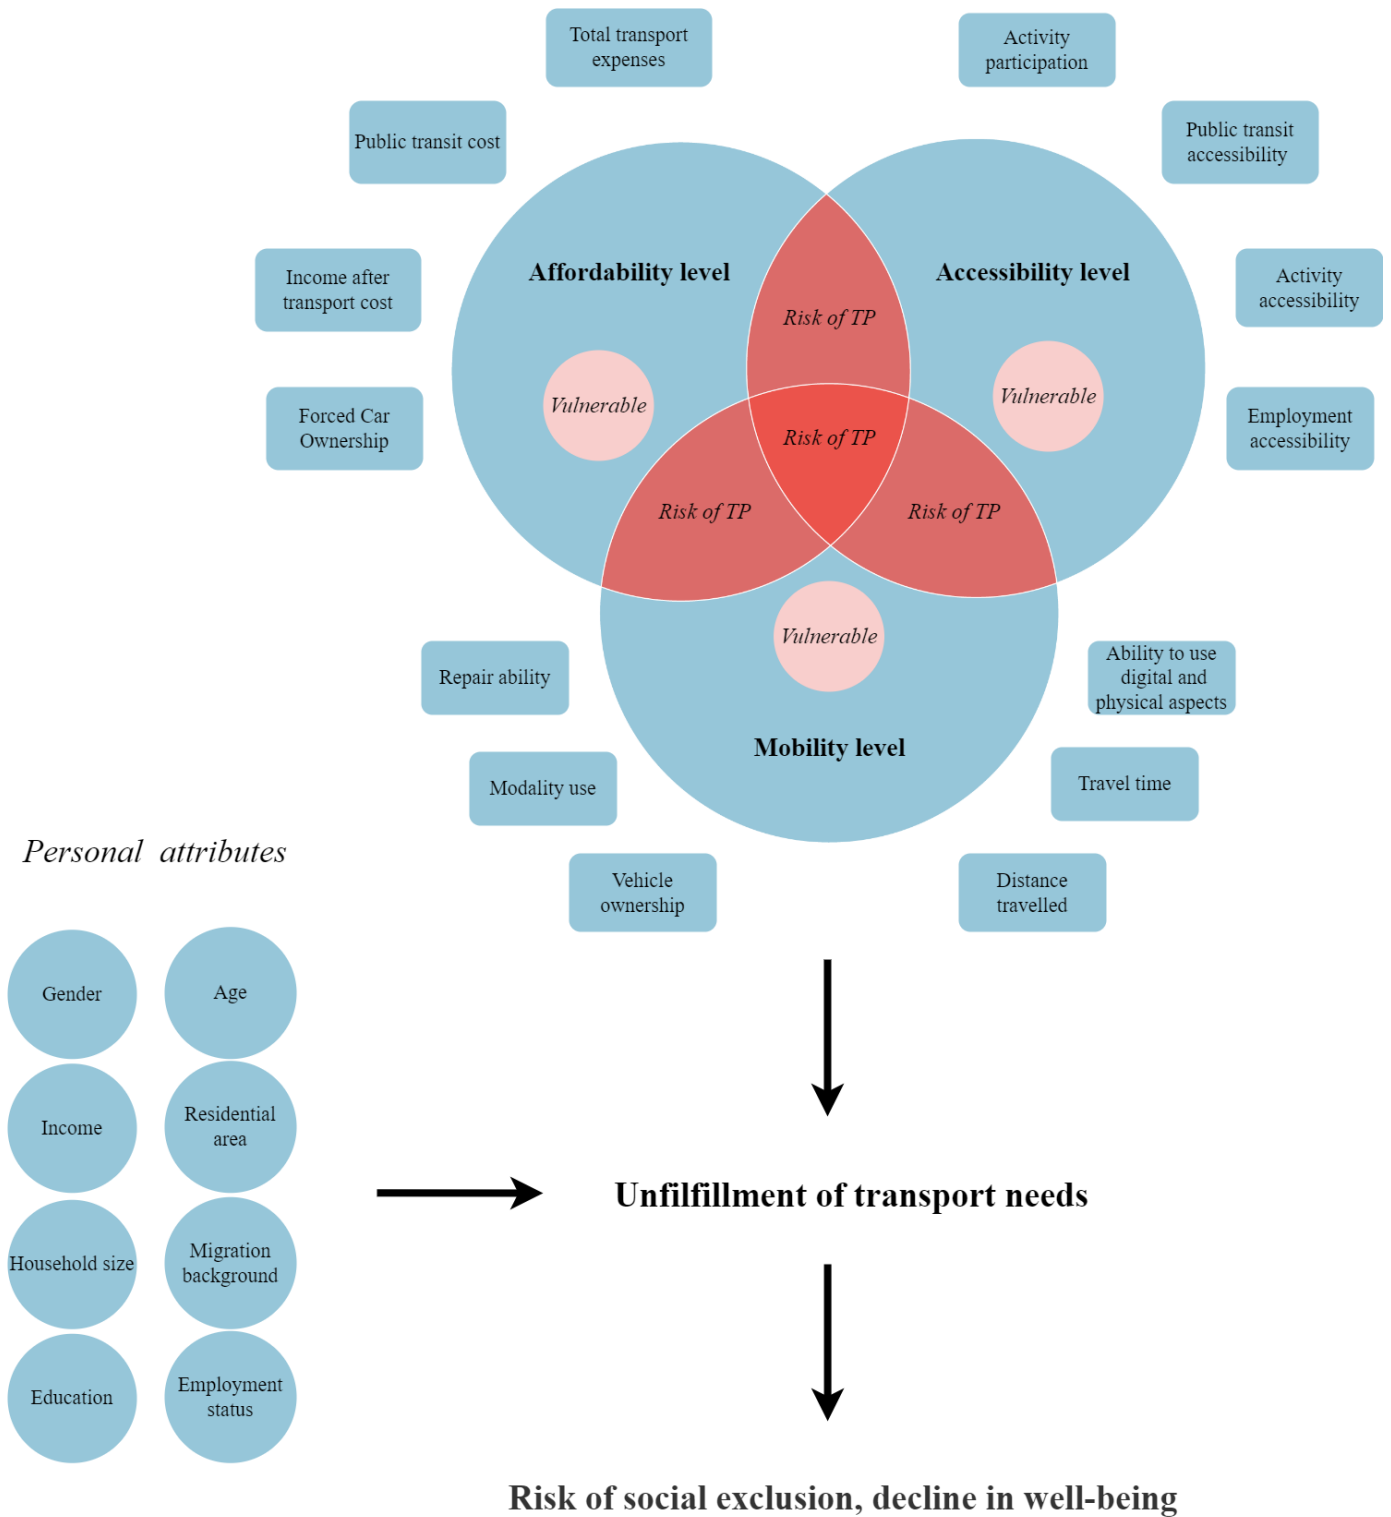 Total transport
expenses
Activity
participation
Public transit cost
Public transit
accessibility
Income after
transport cost
Affordability level
Accessibility level
Activity
accessibility
Risk of TP
Forced Car
Ownership
Vulnerable
Vulnerable
Employment
accessibility
Risk of TP
Risk of TP
Risk of TP
Vulnerable
Repair ability
Ability to use
digital and
physical aspects
Mobility level
Modality use
Travel time
Vehicle
ownership
Distance
travelled
Personal attributes
Gender
Age
Income
Residential
area
Household size
Migration
background
Education
Employment
status
Unfilfillment of transport needs
Risk of social exclusion, decline in well-being